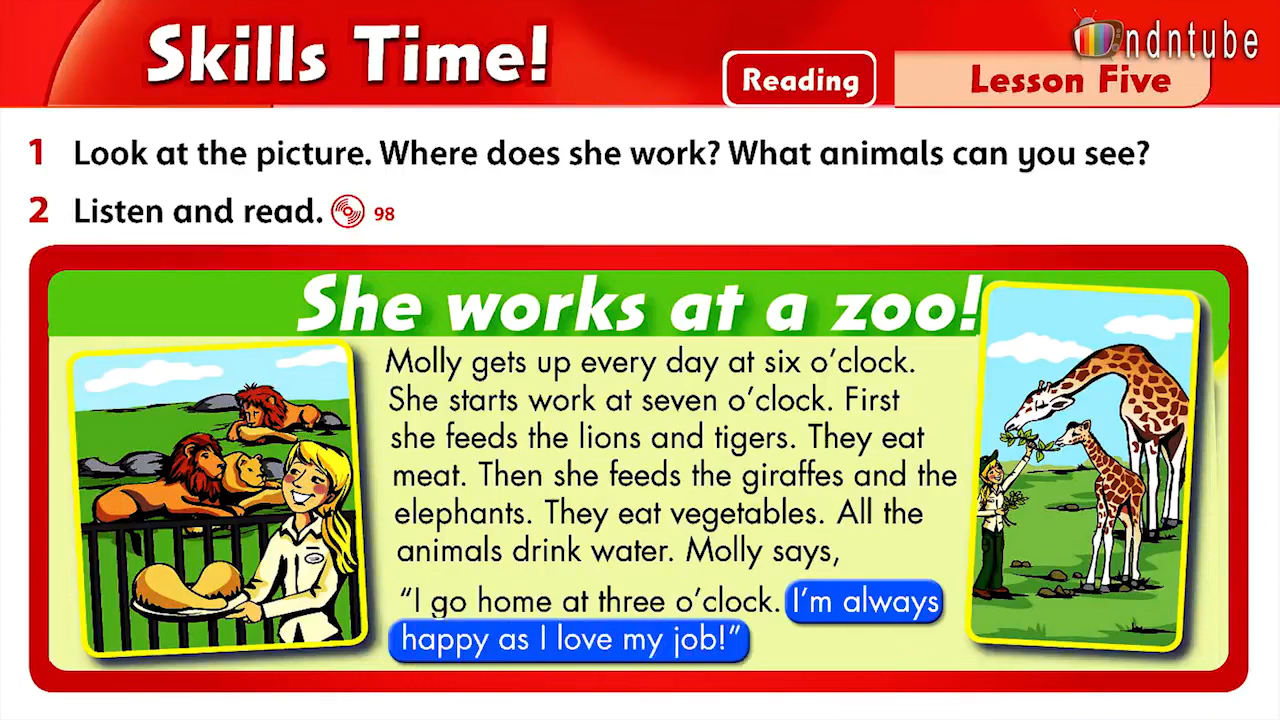 Skills Time!
ndntube
Reading
Lesson Five
1 Look at the picture. Where does she work? What animals can you see?
2 Listen and read. 98
She works at a zoo!
Molly gets up every day at six o’clock.
She starts work at seven o’clock. First
she feeds the lions and tigers. They eat
meat. Then she feeds the giraffes and the
elephants. They eat vegetables. All the
animals drink water. Molly says,
“I go home at three o’clock. I’m always
happy as I love my job!”